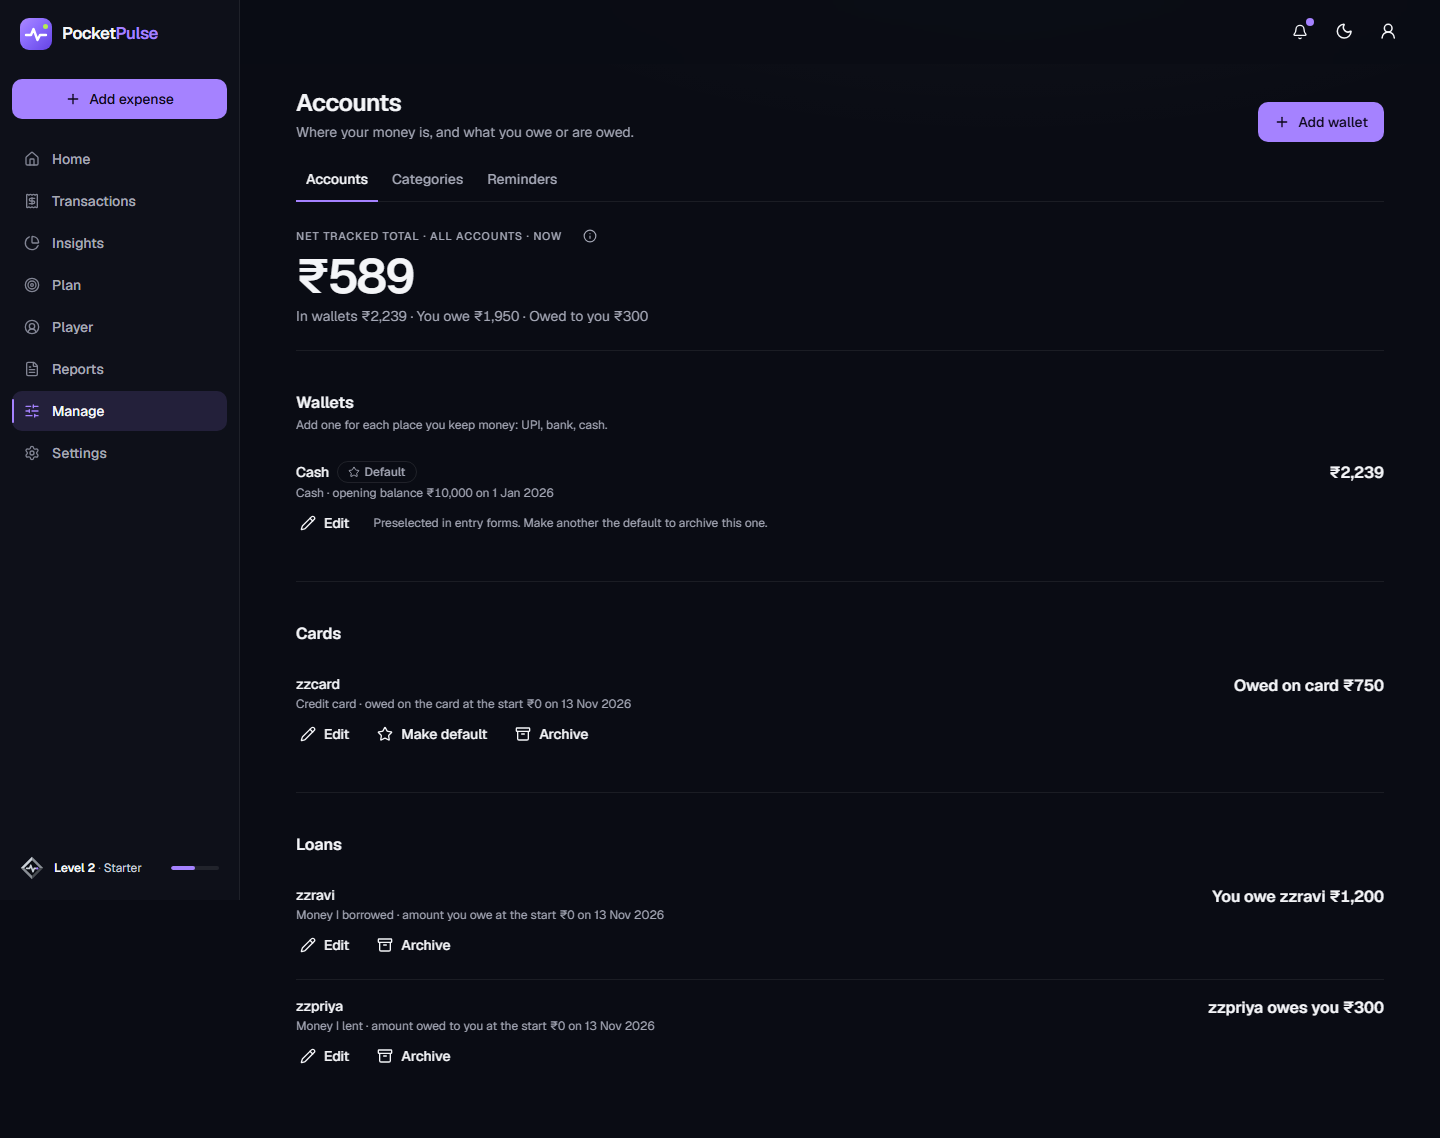 PocketPulse
Add expense
Home
Transactions
Insights
Plan
Player
Reports
Manage
Settings
Level 2 · Starter
Accounts
Where your money is, and what you owe or are owed.
Add wallet
Accounts Categories Reminders
NET TRACKED TOTAL · ALL ACCOUNTS · NOW
₹589
In wallets ₹2,239 · You owe ₹1,950 · Owed to you ₹300
Wallets
Add one for each place you keep money: UPI, bank, cash.
Cash Default ₹2,239
Cash · opening balance ₹10,000 on 1 Jan 2026
Edit Preselected in entry forms. Make another the default to archive this one.
Cards
zzcard Owed on card ₹750
Credit card · owed on the card at the start ₹0 on 13 Nov 2026
Edit Make default Archive
Loans
zzravi You owe zzravi ₹1,200
Money I borrowed · amount you owe at the start ₹0 on 13 Nov 2026
Edit Archive
zzpriya zzpriya owes you ₹300
Money I lent · amount owed to you at the start ₹0 on 13 Nov 2026
Edit Archive